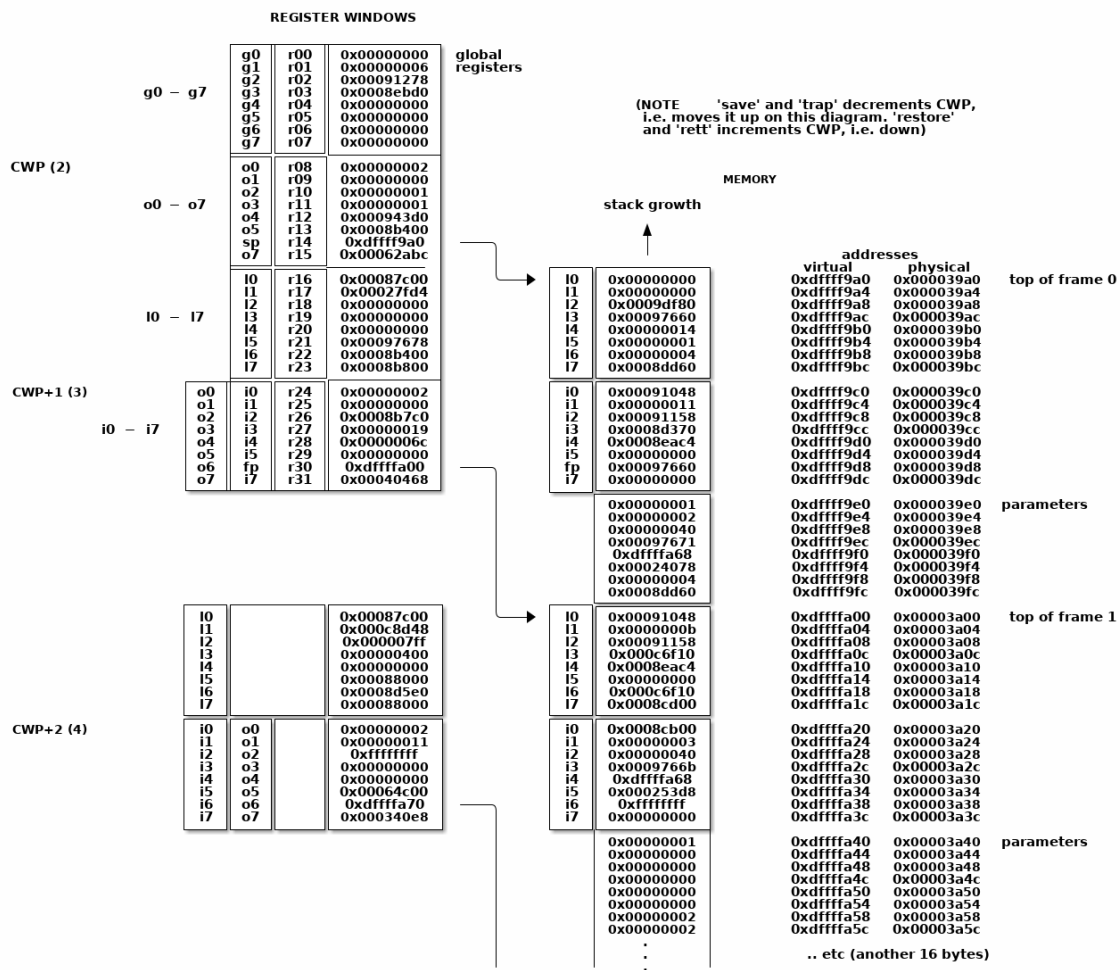 REGISTER WINDOWS
g0 r00 0x00000000 global
g1 r01 0x00000006 registers
g2 r02 0x00091278
g0 – g7 g3 r03 0x0008ebd0
g4 r04 0x00000000
g5 r05 0x00000000
g6 r06 0x00000000
g7 r07 0x00000000
(NOTE 'save' and 'trap' decrements CWP,
i.e. moves it up on this diagram. 'restore'
and 'rett' increments CWP, i.e. down)
CWP (2) o0 r08 0x00000002
o1 r09 0x00000000 MEMORY
o2 r10 0x00000001
o0 – o7 o3 r11 0x00000001 stack growth
o4 r12 0x000943d0
o5 r13 0x0008b400
sp r14 0xdffff9a0
o7 r15 0x00062abc addresses
virtual physical
l0 r16 0x00087c00 l0 0x00000000 0xdffff9a0 0x000039a0 top of frame 0
l1 r17 0x00027fd4 l1 0x00000000 0xdffff9a4 0x000039a4
l2 r18 0x00000000 l2 0x0009df80 0xdffff9a8 0x000039a8
l0 – l7 l3 r19 0x00000000 l3 0x00097660 0xdffff9ac 0x000039ac
l4 r20 0x00000000 l4 0x00000014 0xdffff9b0 0x000039b0
l5 r21 0x00097678 l5 0x00000001 0xdffff9b4 0x000039b4
l6 r22 0x0008b400 l6 0x00000004 0xdffff9b8 0x000039b8
l7 r23 0x0008b800 l7 0x0008dd60 0xdffff9bc 0x000039bc
CWP+1 (3) o0 i0 r24 0x00000002 i0 0x00091048 0xdffff9c0 0x000039c0
o1 i1 r25 0x00000000 i1 0x00000011 0xdffff9c4 0x000039c4
o2 i2 r26 0x0008b7c0 i2 0x00091158 0xdffff9c8 0x000039c8
i0 – i7 o3 i3 r27 0x00000019 i3 0x0008d370 0xdffff9cc 0x000039cc
o4 i4 r28 0x0000006c i4 0x0008eac4 0xdffff9d0 0x000039d0
o5 i5 r29 0x00000000 i5 0x00000000 0xdffff9d4 0x000039d4
o6 fp r30 0xdffffa00 fp 0x00097660 0xdffff9d8 0x000039d8
o7 i7 r31 0x00040468 i7 0x00000000 0xdffff9dc 0x000039dc
0x00000001 0xdffff9e0 0x000039e0 parameters
0x00000002 0xdffff9e4 0x000039e4
0x00000040 0xdffff9e8 0x000039e8
0x00097671 0xdffff9ec 0x000039ec
0xdffffa68 0xdffff9f0 0x000039f0
0x00024078 0xdffff9f4 0x000039f4
0x00000004 0xdffff9f8 0x000039f8
0x0008dd60 0xdffff9fc 0x000039fc
l0 0x00087c00 l0 0x00091048 0xdffffa00 0x00003a00 top of frame 1
l1 0x000c8d48 l1 0x0000000b 0xdffffa04 0x00003a04
l2 0x000007ff l2 0x00091158 0xdffffa08 0x00003a08
l3 0x00000400 l3 0x000c6f10 0xdffffa0c 0x00003a0c
l4 0x00000000 l4 0x0008eac4 0xdffffa10 0x00003a10
l5 0x00088000 l5 0x00000000 0xdffffa14 0x00003a14
l6 0x0008d5e0 l6 0x000c6f10 0xdffffa18 0x00003a18
l7 0x00088000 l7 0x0008cd00 0xdffffa1c 0x00003a1c
CWP+2 (4) i0 o0 0x00000002 i0 0x0008cb00 0xdffffa20 0x00003a20
i1 o1 0x00000011 i1 0x00000003 0xdffffa24 0x00003a24
i2 o2 0xffffffff i2 0x00000040 0xdffffa28 0x00003a28
i3 o3 0x00000000 i3 0x0009766b 0xdffffa2c 0x00003a2c
i4 o4 0x00000000 i4 0xdffffa68 0xdffffa30 0x00003a30
i5 o5 0x00064c00 i5 0x000253d8 0xdffffa34 0x00003a34
i6 o6 0xdffffa70 i6 0xffffffff 0xdffffa38 0x00003a38
i7 o7 0x000340e8 i7 0x00000000 0xdffffa3c 0x00003a3c
0x00000001 0xdffffa40 0x00003a40 parameters
0x00000000 0xdffffa44 0x00003a44
0x00000000 0xdffffa48 0x00003a48
0x00000000 0xdffffa4c 0x00003a4c
0x00000000 0xdffffa50 0x00003a50
0x00000000 0xdffffa54 0x00003a54
0x00000002 0xdffffa58 0x00003a58
0x00000002 0xdffffa5c 0x00003a5c
.
. .. etc (another 16 bytes)
.